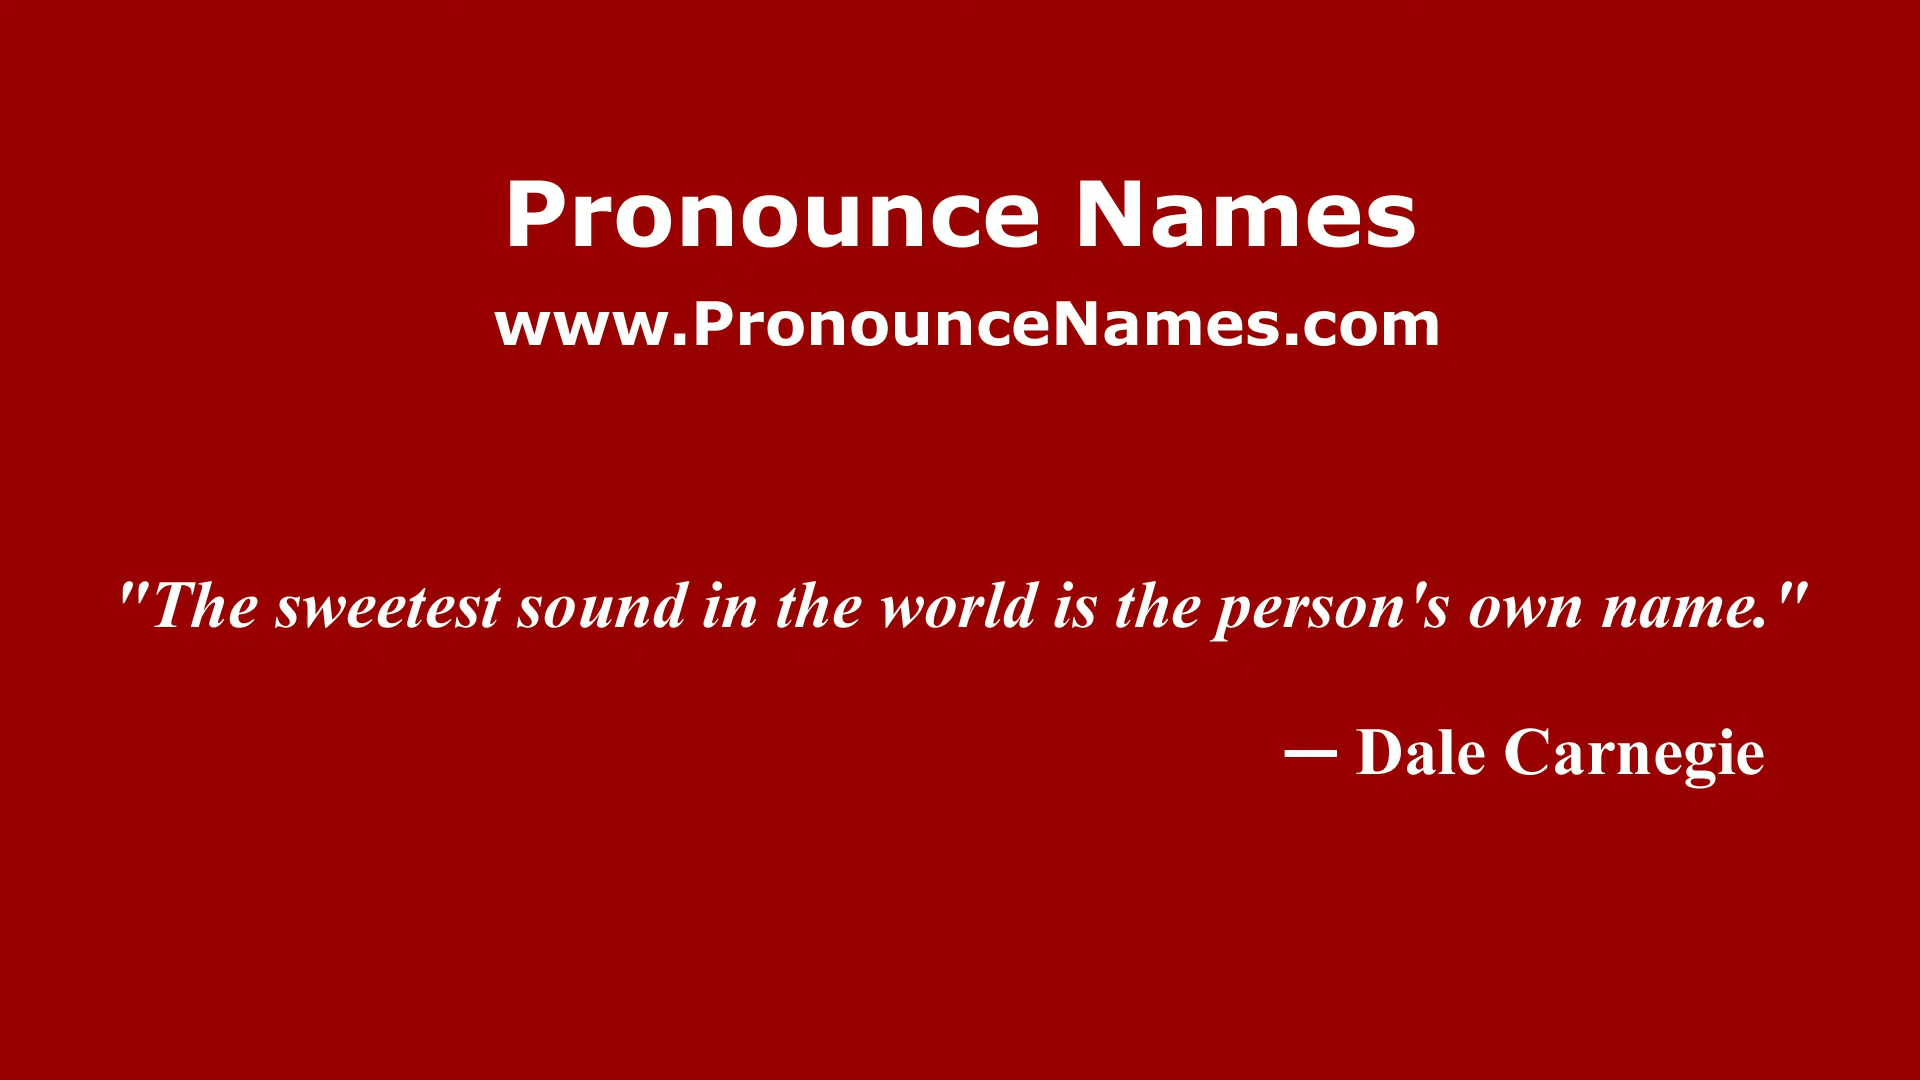 Pronounce Names
www.PronounceNames.com
"The sweetest sound in the world is the person's own name."
— Dale Carnegie